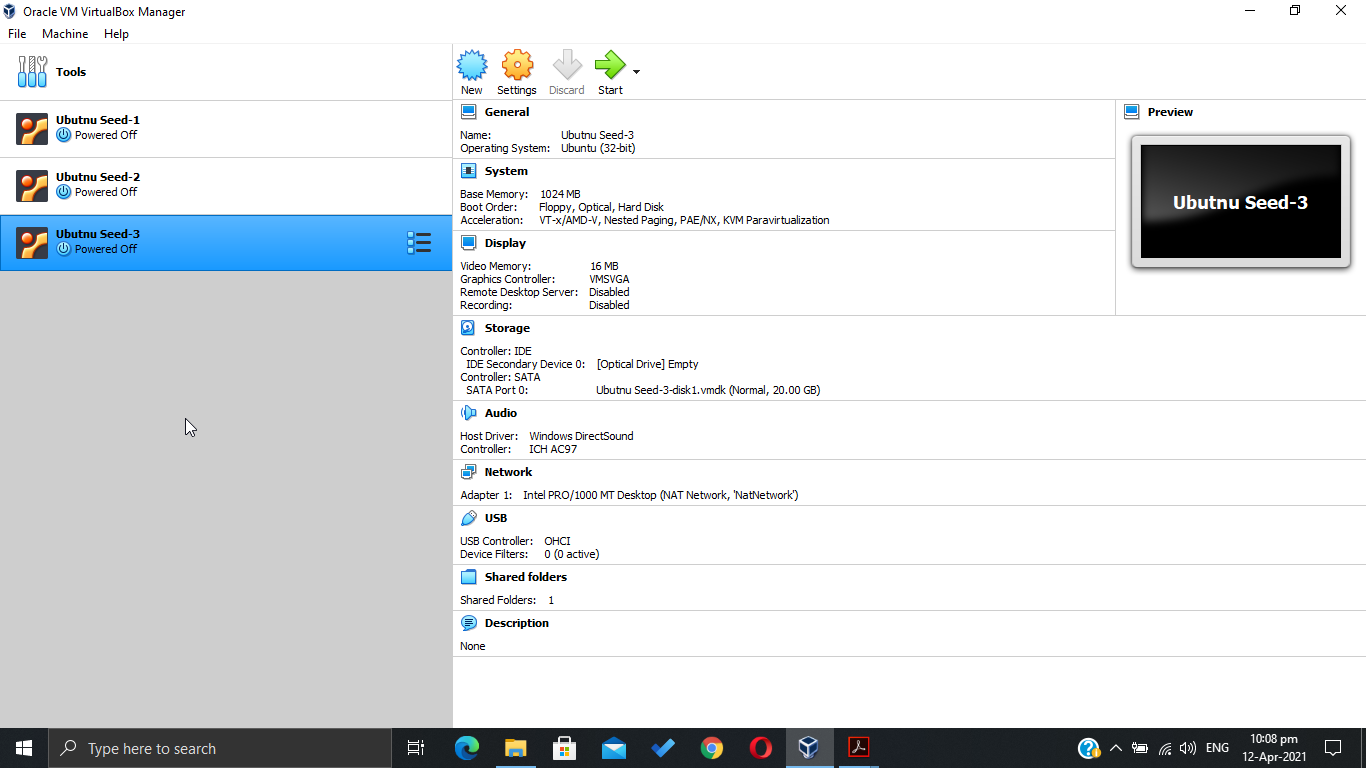 Oracle VM VirtualBox Manager
File Machine Help
Tools
Ubutnu Seed-1
Powered Off
Ubutnu Seed-2
Powered Off
Ubutnu Seed-3
Powered Off
New Settings Discard Start
General
Name: Ubutnu Seed-3
Operating System: Ubuntu (32-bit)
System
Base Memory: 1024 MB
Boot Order: Floppy, Optical, Hard Disk
Acceleration: VT-x/AMD-V, Nested Paging, PAE/NX, KVM Paravirtualization
Display
Video Memory: 16 MB
Graphics Controller: VMSVGA
Remote Desktop Server: Disabled
Recording: Disabled
Storage
Controller: IDE
IDE Secondary Device 0: [Optical Drive] Empty
Controller: SATA
SATA Port 0: Ubutnu Seed-3-disk1.vmdk (Normal, 20.00 GB)
Audio
Host Driver: Windows DirectSound
Controller: ICH AC97
Network
Adapter 1: Intel PRO/1000 MT Desktop (NAT Network, 'NatNetwork')
USB
USB Controller: OHCI
Device Filters: 0 (0 active)
Shared folders
Shared Folders: 1
Description
None
Preview
Ubutnu Seed-3
Type here to search
ENG
10:08 pm
12-Apr-2021